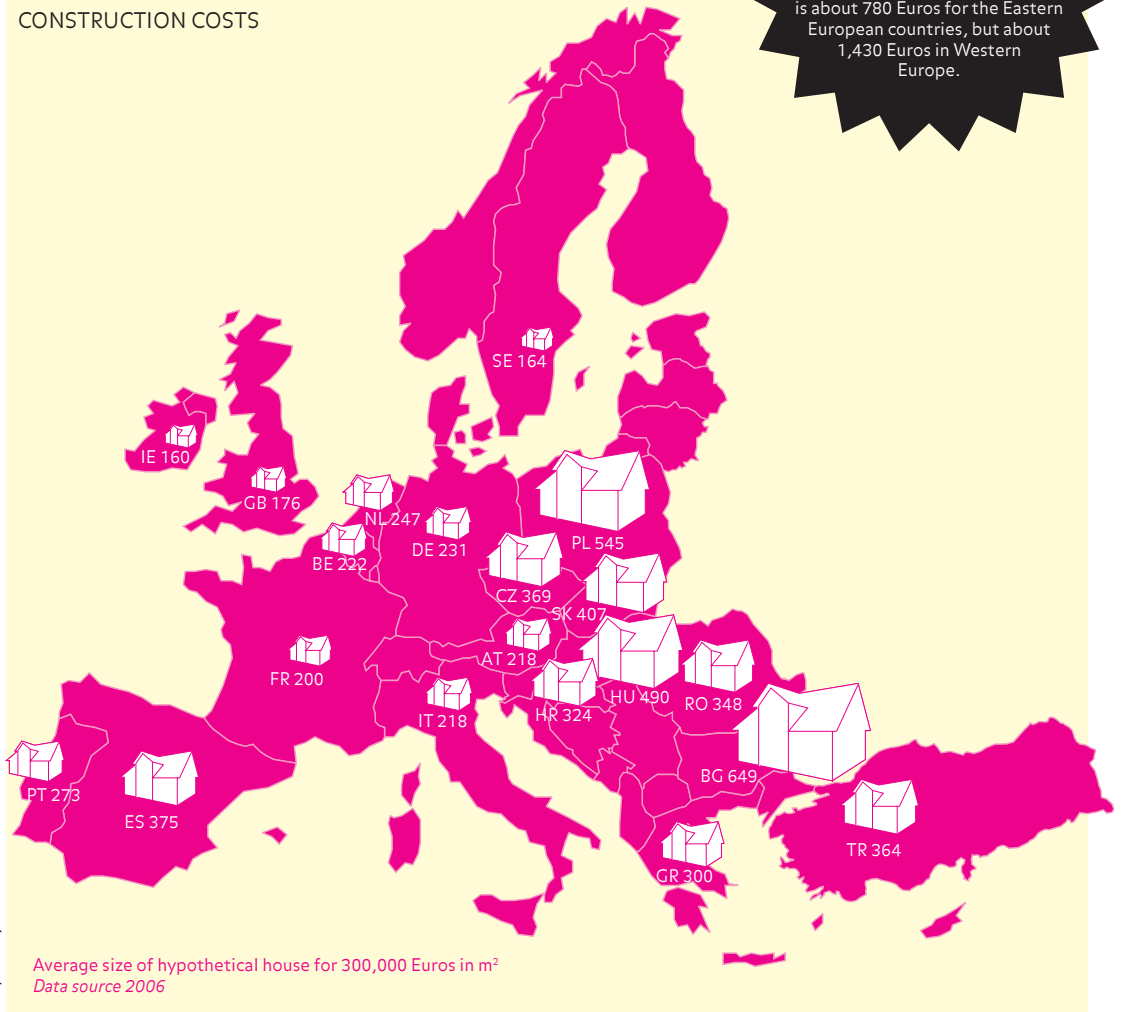 CONSTRUCTION COSTS
is about 780 Euros for the Eastern
European countries, but about
1,430 Euros in Western
Europe.
SE 164
IE 160
GB 176
NL 247
DE 231
BE 222
PL 545
CZ 369
SK 407
AT 218
FR 200
IT 218
HR 324
HU 490
RO 348
BG 649
PT 273
ES 375
TR 364
GR 300
Average size of hypothetical house for 300,000 Euros in m²
Data source 2006